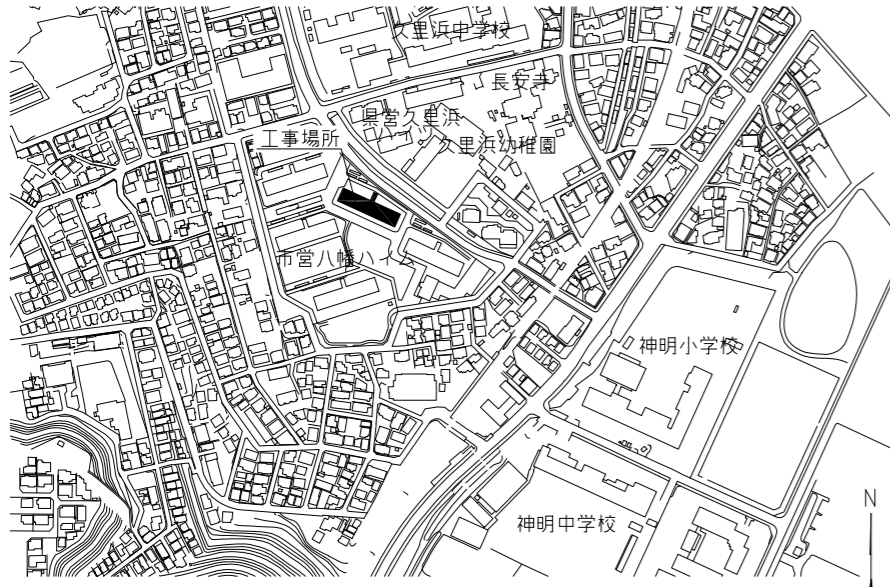 久里浜中学校
長安寺
県営久里浜
ハイツ
工事場所
久里浜幼稚園
市営八幡ハイム
神明小学校
N
神明中学校